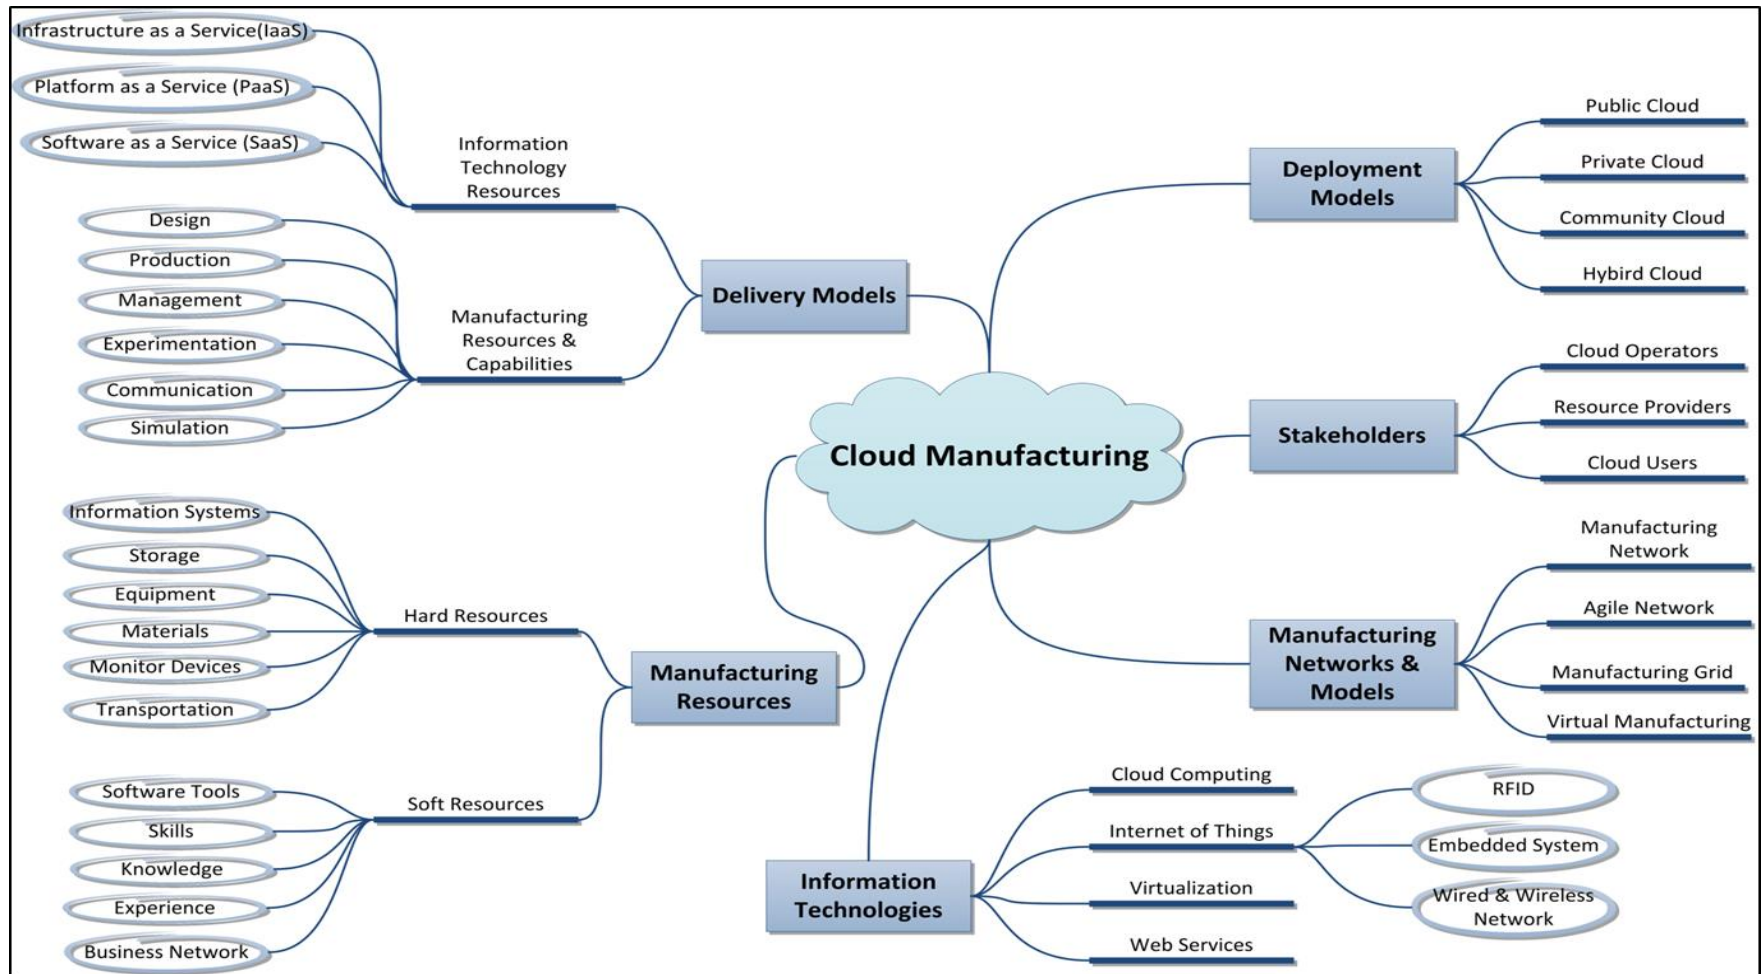 Infrastructure as a Service(IaaS)
Platform as a Service (PaaS)
Software as a Service (SaaS)
Information
Technology
Resources
Design
Production
Management
Experimentation
Communication
Simulation
Manufacturing
Resources &
Capabilities
Delivery Models
Information Systems
Storage
Equipment
Materials
Monitor Devices
Transportation
Hard Resources
Software Tools
Skills
Knowledge
Experience
Business Network
Soft Resources
Manufacturing
Resources
Cloud Manufacturing
Deployment
Models
Public Cloud
Private Cloud
Community Cloud
Hybird Cloud
Stakeholders
Cloud Operators
Resource Providers
Cloud Users
Manufacturing
Networks &
Models
Manufacturing
Network
Agile Network
Manufacturing Grid
Virtual Manufacturing
Information
Technologies
Cloud Computing
Internet of Things
Virtualization
Web Services
RFID
Embedded System
Wired & Wireless
Network